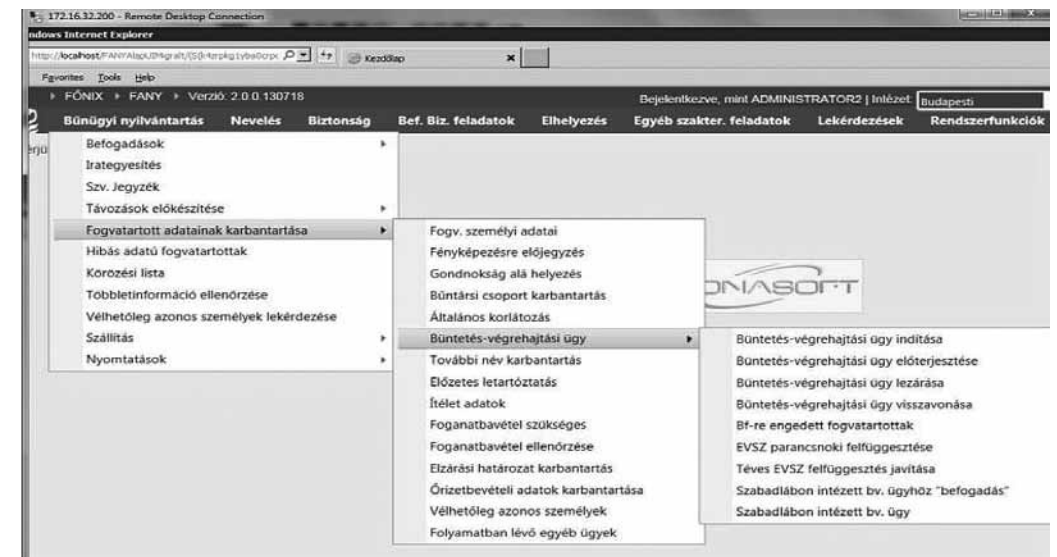 172.16.32.200 - Remote Desktop Connection
ndows Internet Explorer
Kezdőlap
Favorites Tools Help
FŐNIX FANY Verzió: 2.0.0.130718
Bejelentkezve, mint ADMINISTRATOR2 | Intézet: Budapesti
Bűnügyi nyilvántartás Nevelés Biztonság Bef. Biz. feladatok Elhelyezés Egyéb szakter. feladatok Lekérdezések Rendszerfunkciók
Befogadások
Irategyesítés
Szv. Jegyzék
Távozások előkészítése
Fogvatartott adatainak karbantartása
Hibás adatú fogvatartottak
Körözési lista
Többletinformáció ellenőrzése
Vélhetőleg azonos személyek lekérdezése
Szállítás
Nyomtatások
Fogv. személyi adatai
Fényképezésre előjegyzés
Gondnokság alá helyezés
Bűntársi csoport karbantartás
Általános korlátozás
Büntetés-végrehajtási ügy
További név karbantartás
Előzetes letartóztatás
Ítélet adatok
Foganatbavétel szükséges
Foganatbavétel ellenőrzése
Elzárási határozat karbantartás
Őrizetbevételi adatok karbantartása
Vélhetőleg azonos személyek
Folyamatban lévő egyéb ügyek
Büntetés-végrehajtási ügy indítása
Büntetés-végrehajtási ügy előterjesztése
Büntetés-végrehajtási ügy lezárása
Büntetés-végrehajtási ügy visszavonása
Bf-re engedett fogvatartottak
EVSZ parancsnoki felfüggesztése
Téves EVSZ felfüggesztés javítása
Szabadlábon intézett bv. ügyhöz "befogadás"
Szabadlábon intézett bv. ügy